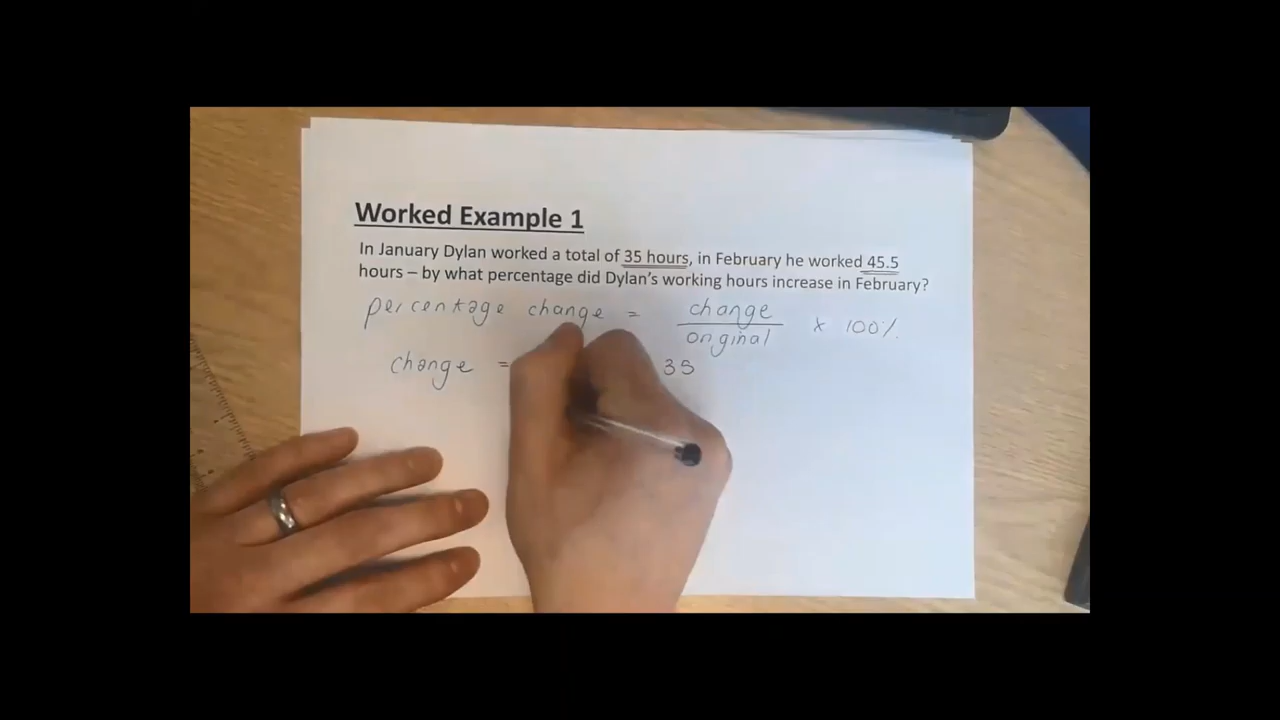 Worked Example 1
In January Dylan worked a total of 35 hours, in February he worked 45.5
hours – by what percentage did Dylan's working hours increase in February?
percentage change = change / original × 100%.
change = 35